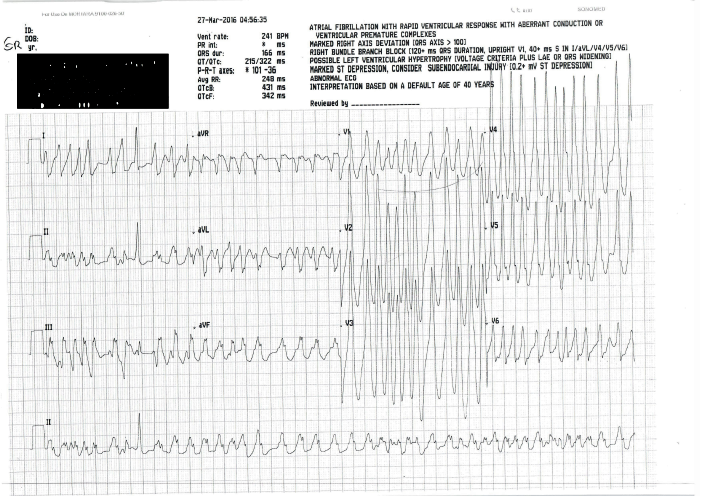 27-Mar-2016 04:56:35
ID:
DOB:
SR yr.
Vent rate: 241 BPM
PR int: * ms
QRS dur: 166 ms
QT/QTc: 215/322 ms
P-R-T axes: * 101 -36
Avg RR: 248 ms
QTcB: 431 ms
QTcF: 342 ms
ATRIAL FIBRILLATION WITH RAPID VENTRICULAR RESPONSE WITH ABERRANT CONDUCTION OR
VENTRICULAR PREMATURE COMPLEXES
MARKED RIGHT AXIS DEVIATION (QRS AXIS > 100)
RIGHT BUNDLE BRANCH BLOCK (120+ ms QRS DURATION, UPRIGHT V1, 40+ ms S IN I/aVL/V4/V5/V6)
POSSIBLE LEFT VENTRICULAR HYPERTROPHY (VOLTAGE CRITERIA PLUS LAE OR QRS WIDENING)
MARKED ST DEPRESSION, CONSIDER SUBENDOCARDIAL INJURY (0.2+ mV ST DEPRESSION)
ABNORMAL ECG
INTERPRETATION BASED ON A DEFAULT AGE OF 40 YEARS
Reviewed by
I aVR V1 V4
II aVL V2 V5
III aVF V3 V6
II